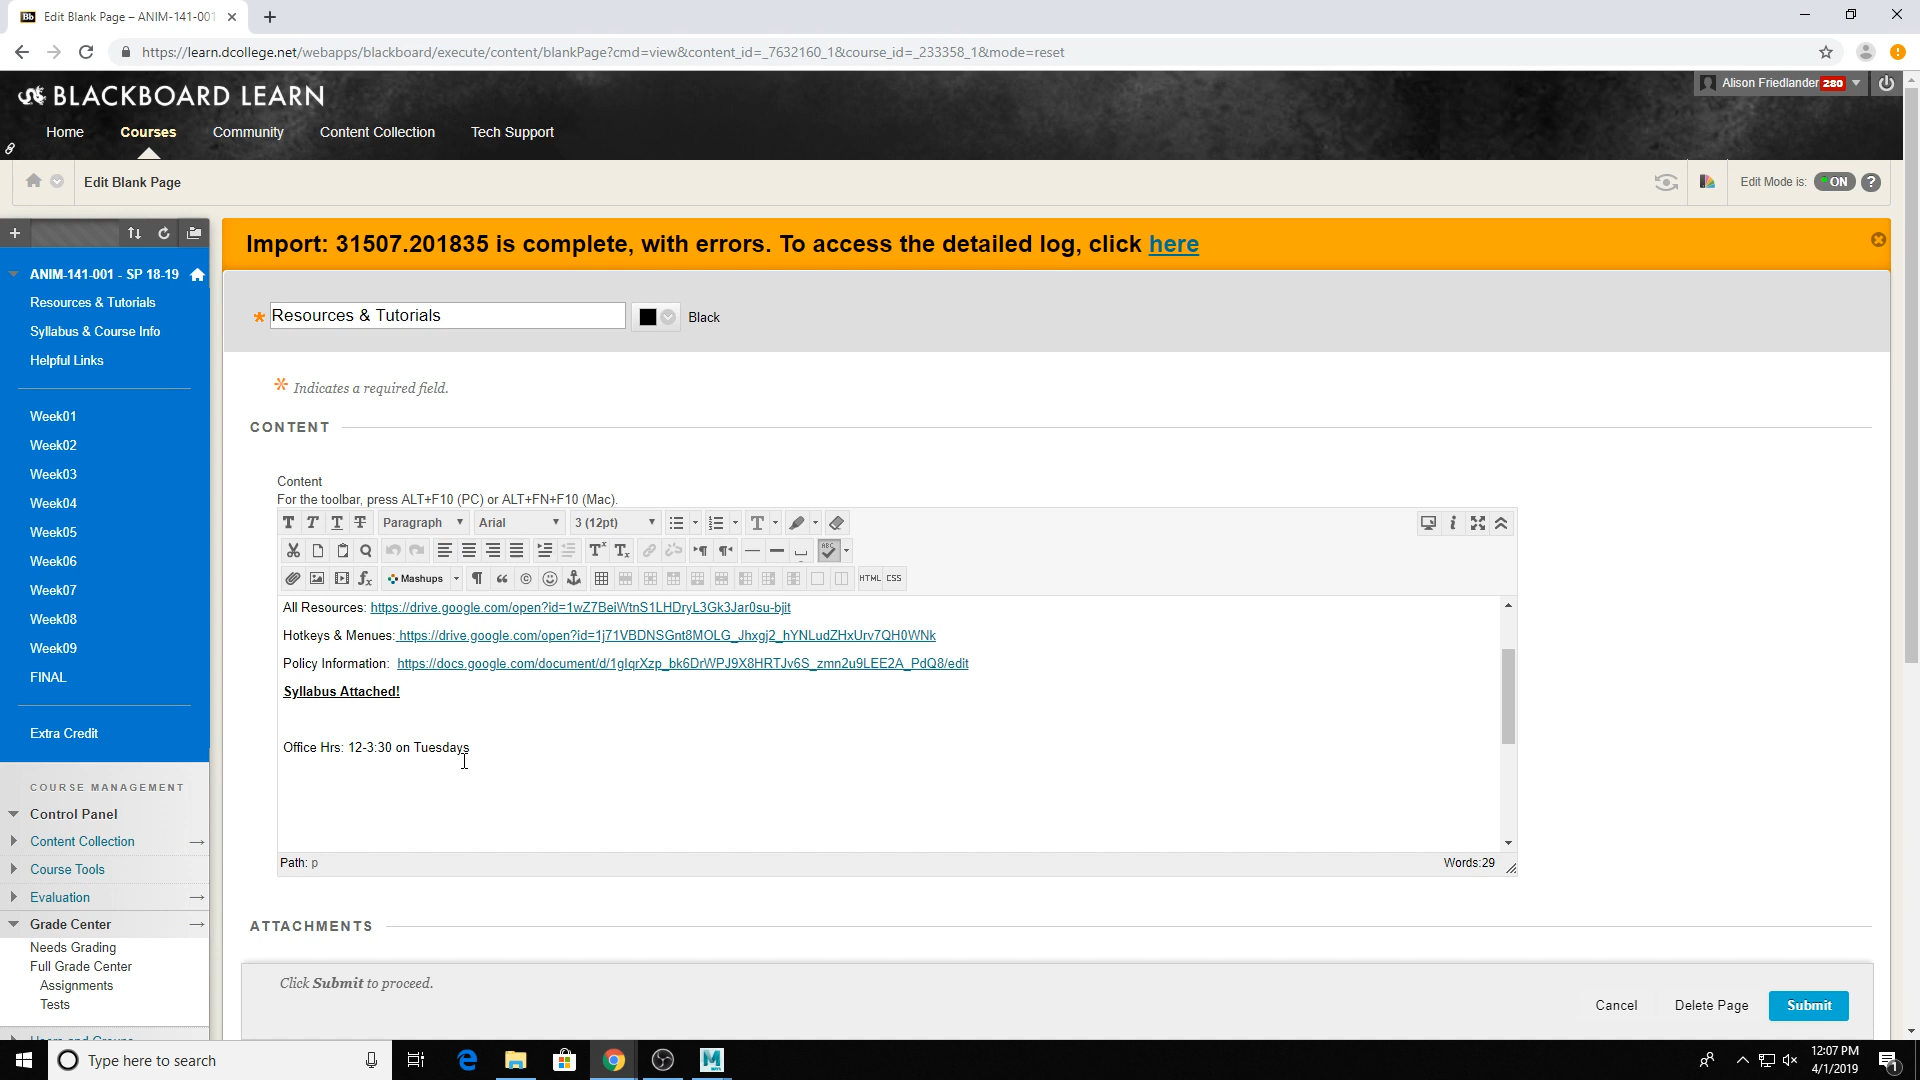 Edit Blank Page – ANIM-141-001
https://learn.dcollege.net/webapps/blackboard/execute/content/blankPage?cmd=view&content_id=_7632160_1&course_id=_233358_1&mode=reset
BLACKBOARD LEARN
Alison Friedlander 280
Home Courses Community Content Collection Tech Support
Edit Blank Page
Edit Mode is: ON ?
Import: 31507.201835 is complete, with errors. To access the detailed log, click here
ANIM-141-001 - SP 18-19
Resources & Tutorials
Syllabus & Course Info
Helpful Links
Week01
Week02
Week03
Week04
Week05
Week06
Week07
Week08
Week09
FINAL
Extra Credit
COURSE MANAGEMENT
Control Panel
Content Collection
Course Tools
Evaluation
Grade Center
Needs Grading
Full Grade Center
Assignments
Tests
* Resources & Tutorials Black
* Indicates a required field.
CONTENT
Content
For the toolbar, press ALT+F10 (PC) or ALT+FN+F10 (Mac).
T T T T Paragraph Arial 3 (12pt)
Mashups HTML CSS
All Resources: https://drive.google.com/open?id=1wZ7BeiWtnS1LHDryL3Gk3Jar0su-bjit
Hotkeys & Menues: https://drive.google.com/open?id=1j71VBDNSGnt8MOLG_Jhxgj2_hYNLudZHxUrv7QH0WNk
Policy Information: https://docs.google.com/document/d/1glqrXzp_bk6DrWPJ9X8HRTJv6S_zmn2u9LEE2A_PdQ8/edit
Syllabus Attached!
Office Hrs: 12-3:30 on Tuesdays
Path: p
Words:29
ATTACHMENTS
Click Submit to proceed.
Cancel Delete Page Submit
Type here to search
12:07 PM
4/1/2019
1